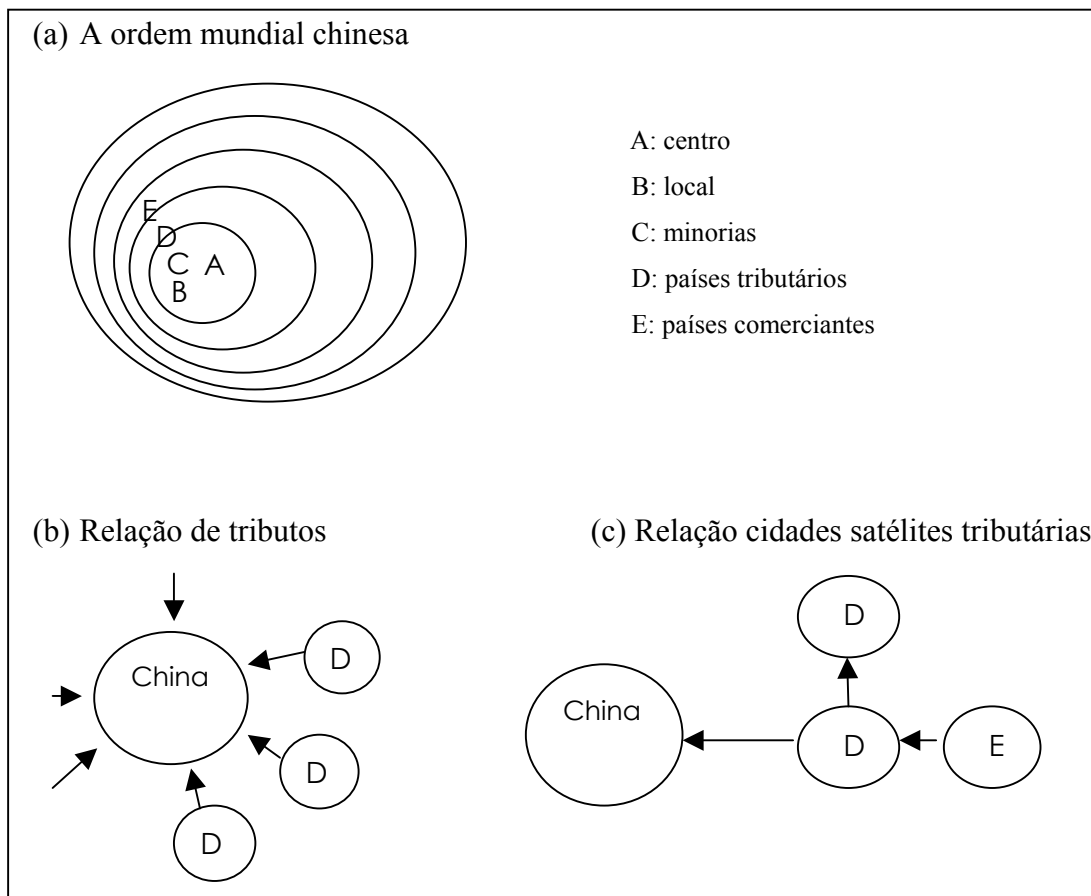 (a) A ordem mundial chinesa
E
D
C A
B
A: centro
B: local
C: minorias
D: países tributários
E: países comerciantes
(b) Relação de tributos
China
D
D
D
(c) Relação cidades satélites tributárias
D
China
D
E